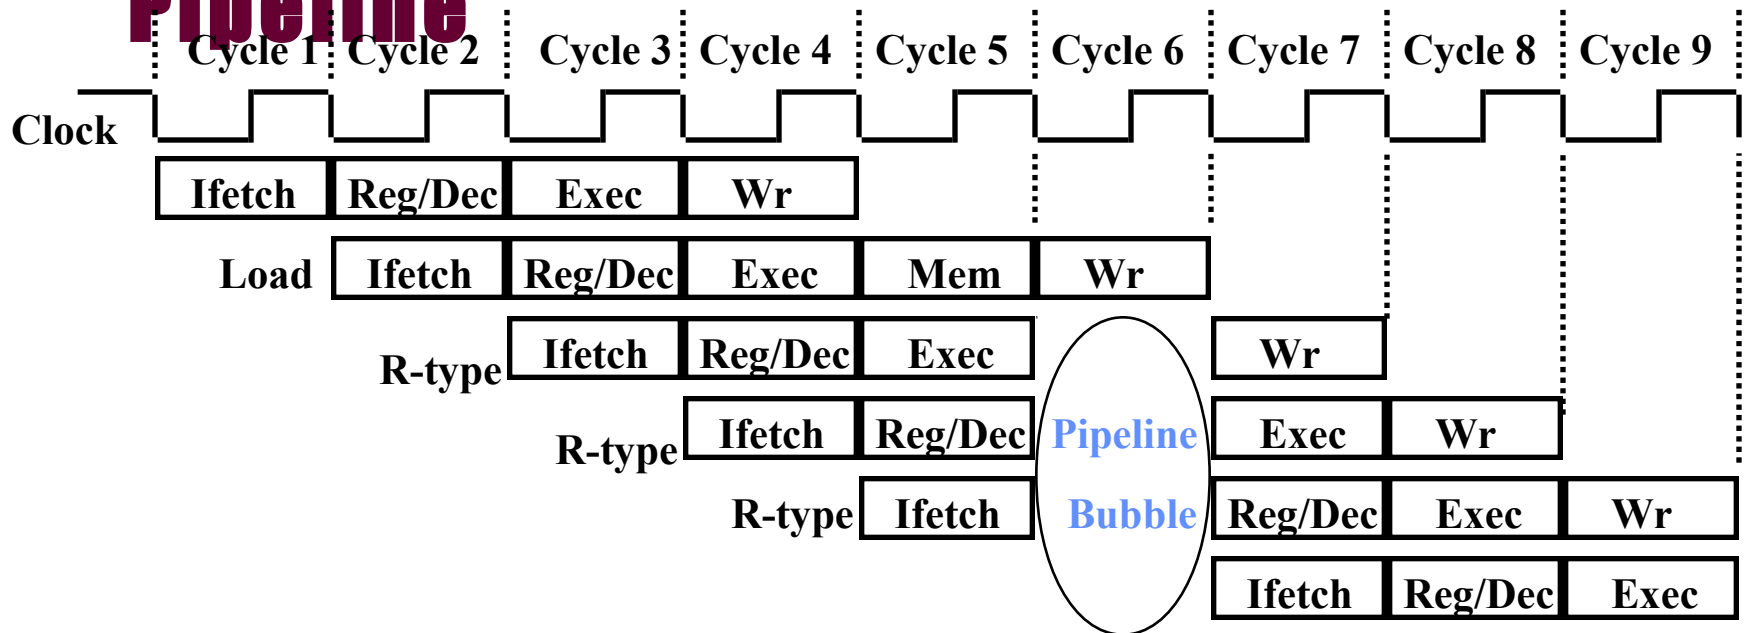 Pipeline
Cycle 1 Cycle 2 Cycle 3 Cycle 4 Cycle 5 Cycle 6 Cycle 7 Cycle 8 Cycle 9
Clock
Ifetch Reg/Dec Exec Wr
Load Ifetch Reg/Dec Exec Mem Wr
R-type Ifetch Reg/Dec Exec Wr
R-type Ifetch Reg/Dec Pipeline Exec Wr
R-type Ifetch Bubble Reg/Dec Exec Wr
Ifetch Reg/Dec Exec